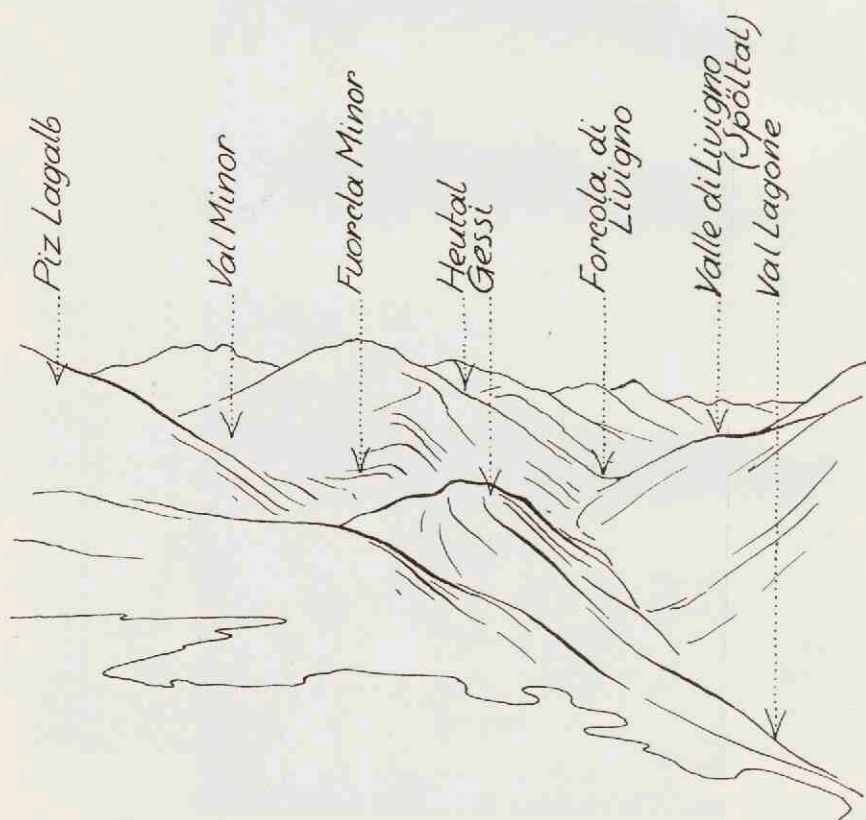 Piz Lagalb
Val Minor
Fuorcla Minor
Heutal
Gessi
Forcola di
Livigno
Valle di Livigno
(Spöltal)
Val Lagone